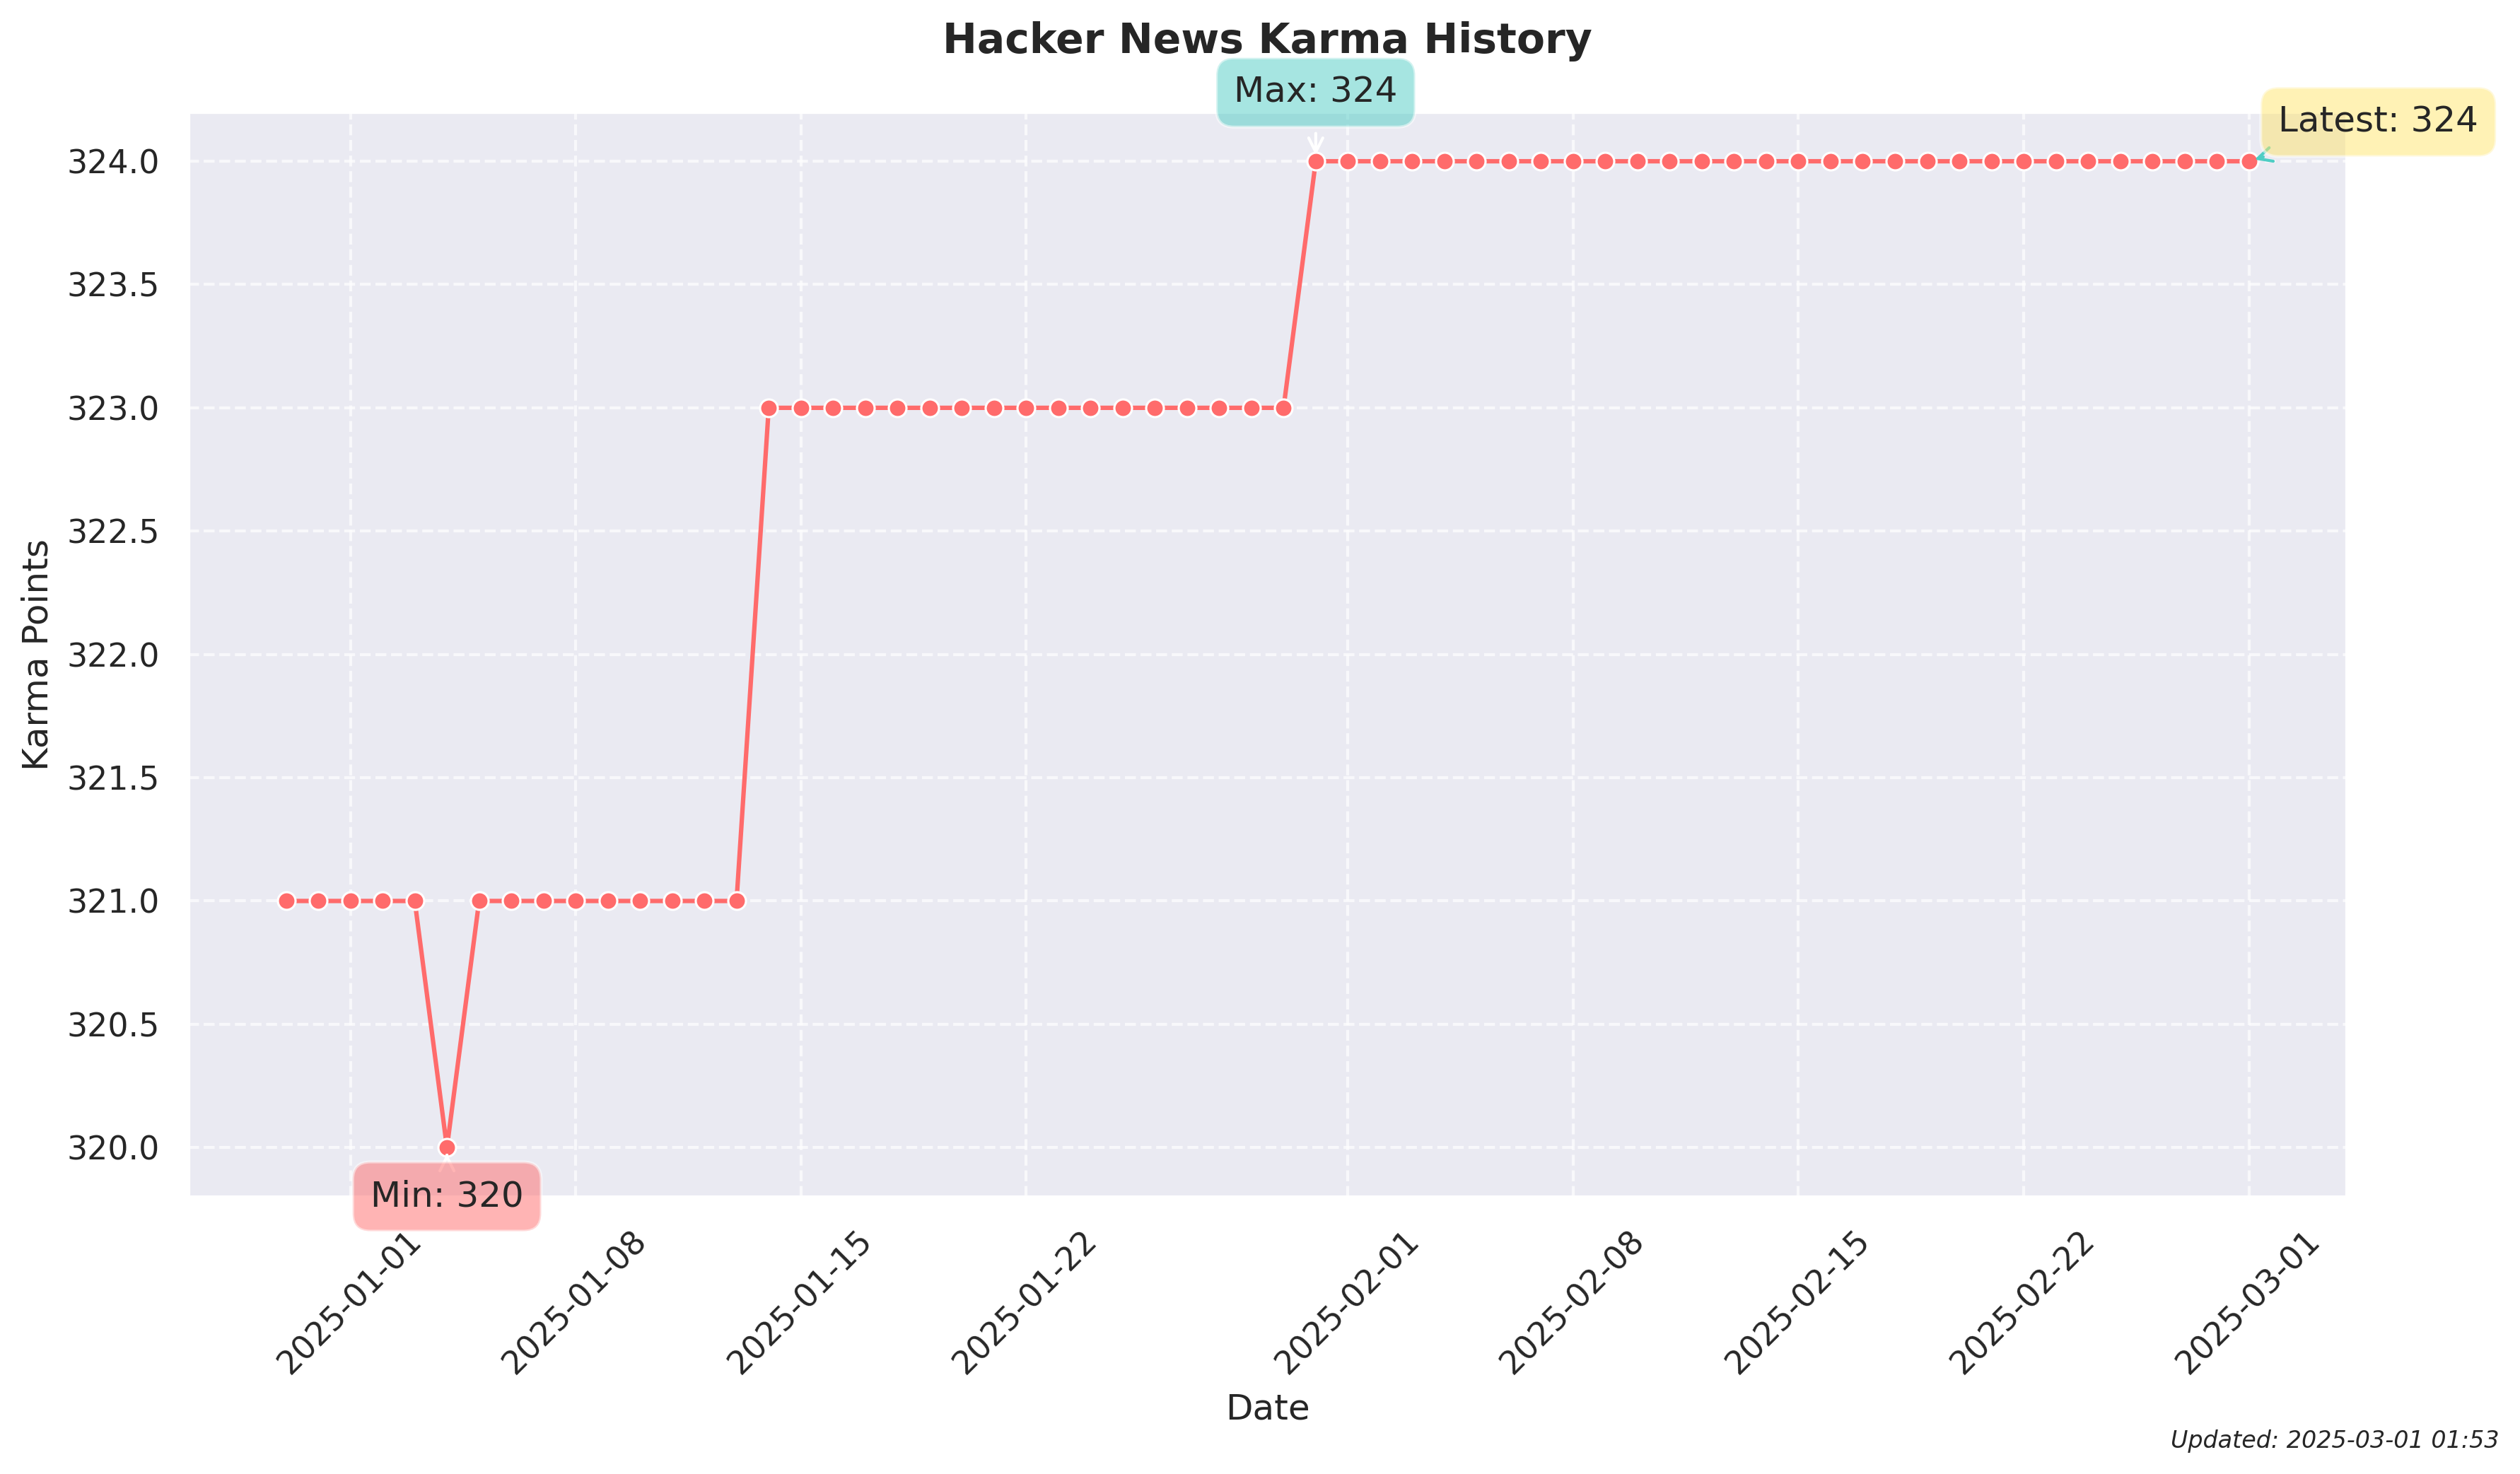 Hacker News Karma History
Max: 324
Latest: 324
324.0
323.5
323.0
322.5
322.0
321.5
321.0
320.5
320.0
Karma Points
Min: 320
2025-01-01
2025-01-08
2025-01-15
2025-01-22
2025-02-01
2025-02-08
2025-02-15
2025-02-22
2025-03-01
Date
Updated: 2025-03-01 01:53